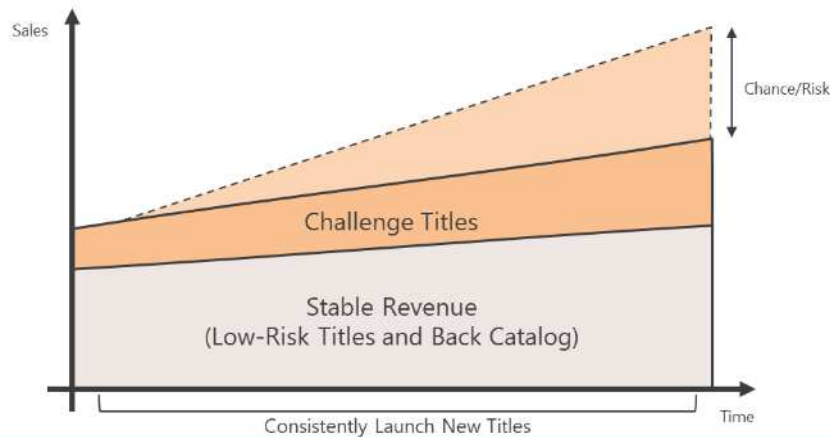 Sales
Chance/Risk
Challenge Titles
Stable Revenue
(Low-Risk Titles and Back Catalog)
Time
Consistently Launch New Titles